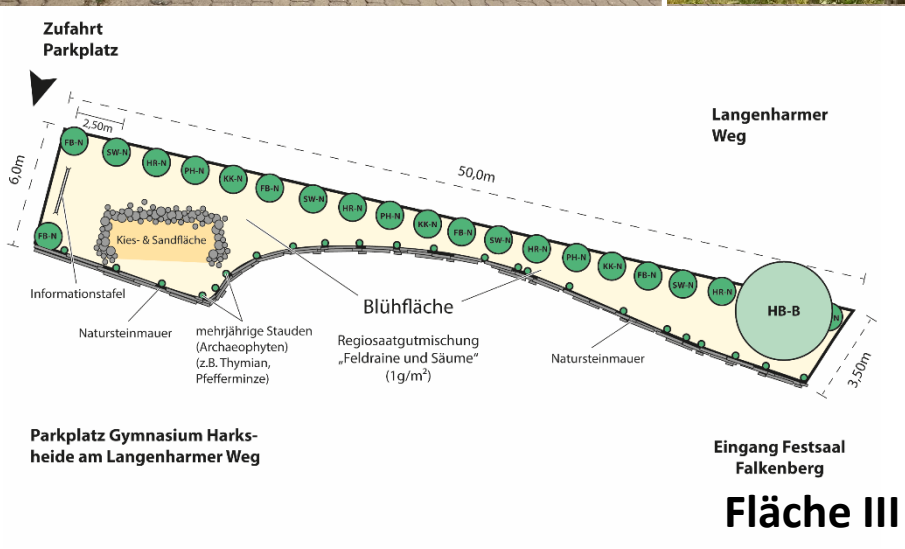 Zufahrt
Parkplatz
Langenharmer
Weg
2,50m
50,0m
6,0m
FB-N
SW-N
HR-N
PH-N
KK-N
FB-N
SW-N
HR-N
PH-N
KK-N
FB-N
SW-N
HR-N
PH-N
KK-N
FB-N
SW-N
HR-N
HB-B
FB-N
Kies- & Sandfläche
Informationstafel
Natursteinmauer
mehrjährige Stauden
(Archaeophyten)
(z.B. Thymian,
Pfefferminze)
Blühfläche
Regiosaatgutmischung
„Feldraine und Säume“
(1g/m²)
Natursteinmauer
3,50m
Parkplatz Gymnasium Harks-
heide am Langenharmer Weg
Eingang Festsaal
Falkenberg
Fläche III